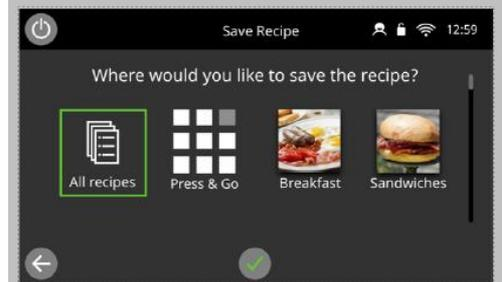 Save Recipe
12:59
Where would you like to save the recipe?
All recipes
Press & Go
Breakfast
Sandwiches